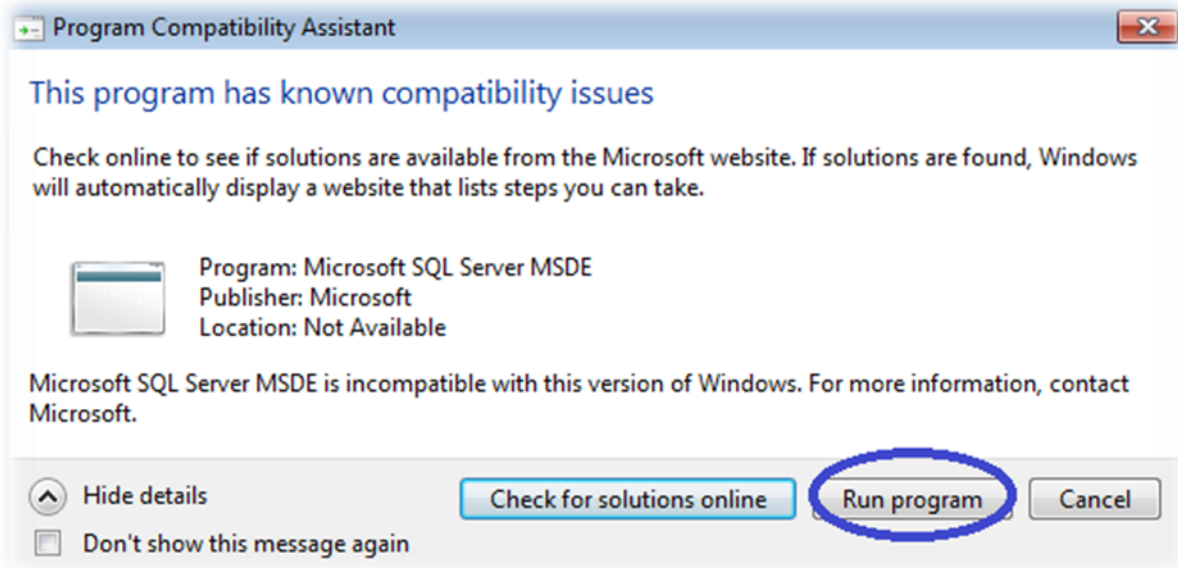 Program Compatibility Assistant
This program has known compatibility issues
Check online to see if solutions are available from the Microsoft website. If solutions are found, Windows
will automatically display a website that lists steps you can take.
Program: Microsoft SQL Server MSDE
Publisher: Microsoft
Location: Not Available
Microsoft SQL Server MSDE is incompatible with this version of Windows. For more information, contact
Microsoft.
Hide details
Check for solutions online
Run program
Cancel
Don't show this message again